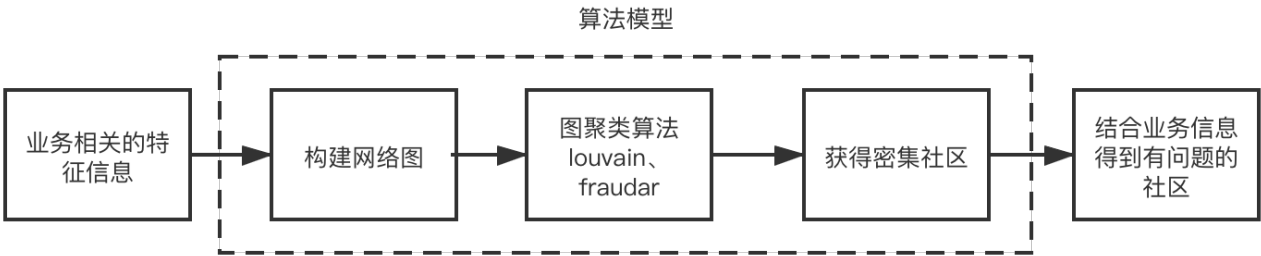 算法模型
业务相关的特
征信息
构建网络图
图聚类算法
louvain、
fraudar
获得密集社区
结合业务信息
得到有问题的
社区